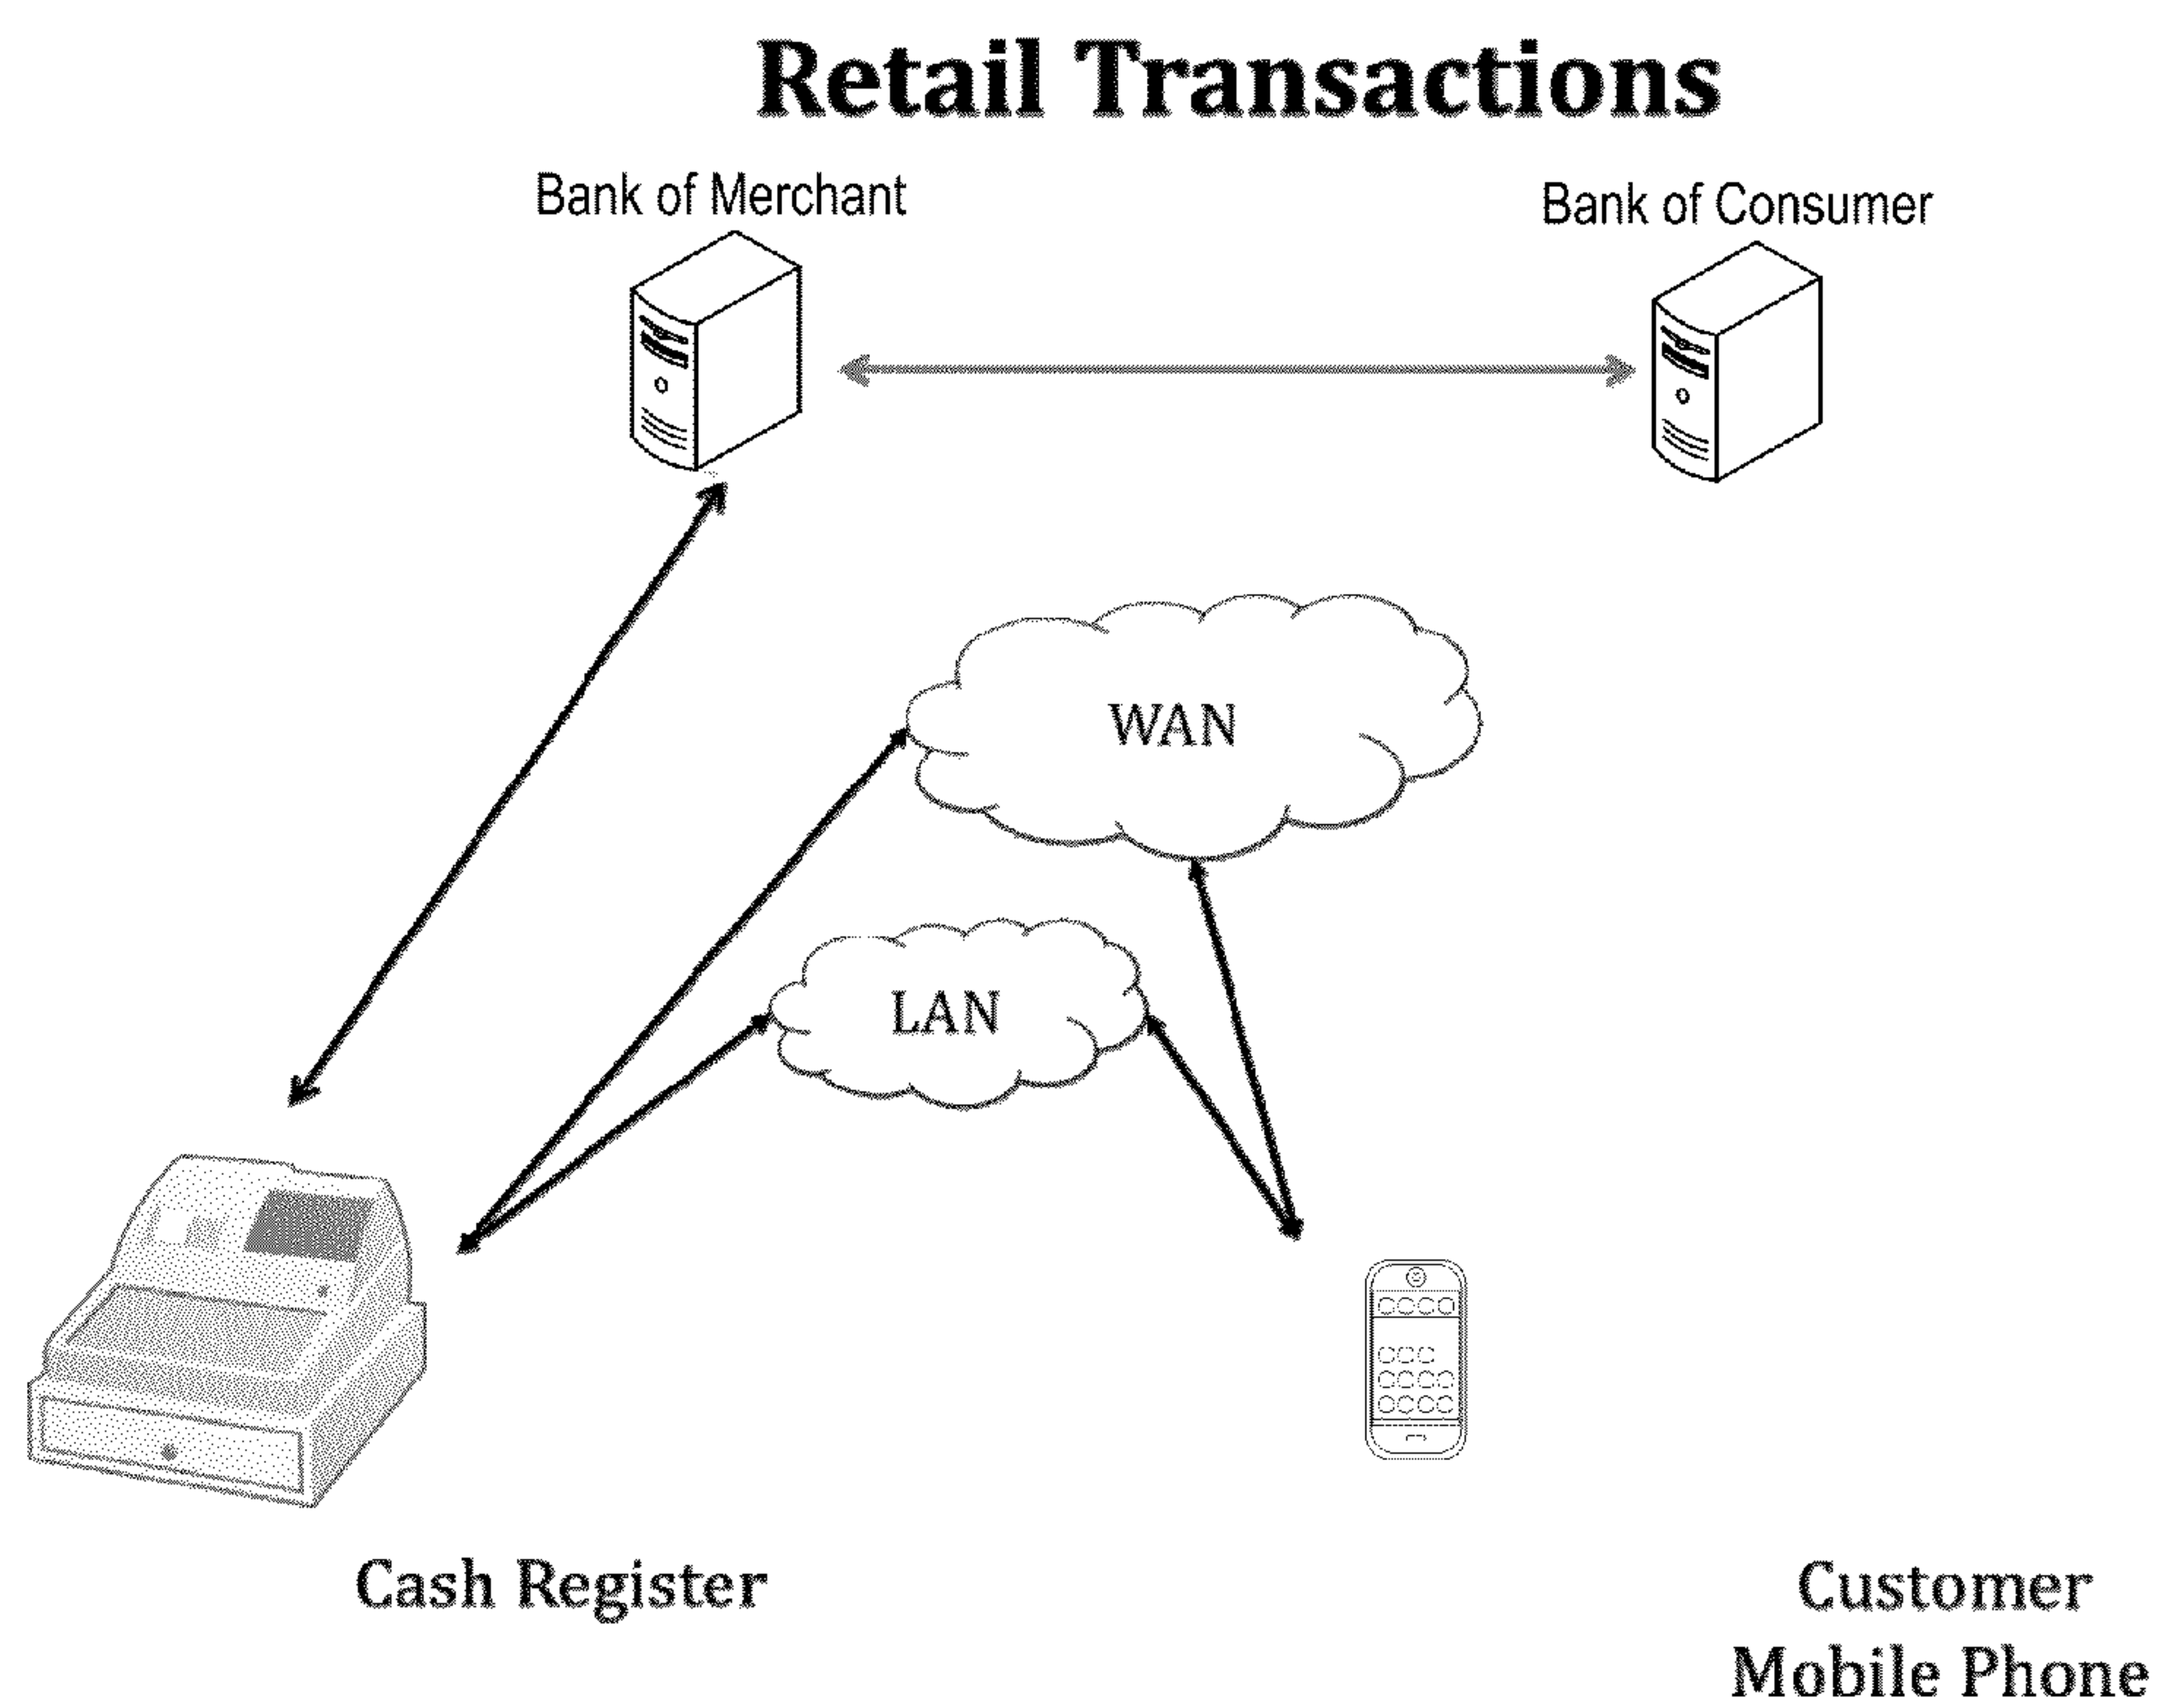 Retail Transactions
Bank of Merchant
Bank of Consumer
WAN
LAN
Cash Register
Customer
Mobile Phone